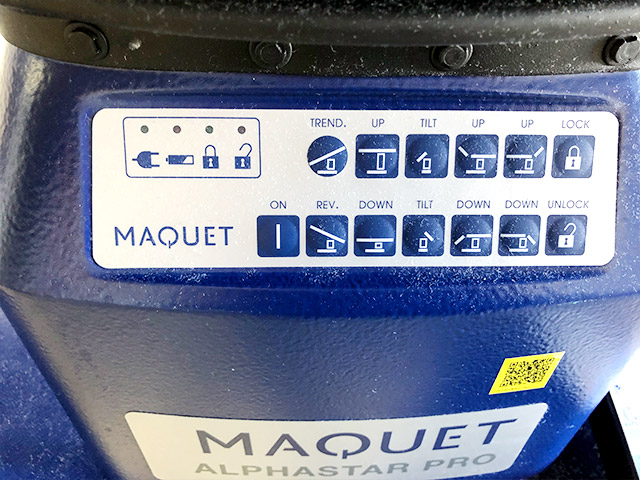 TREND. UP TILT UP UP LOCK
ON REV. DOWN TILT DOWN DOWN UNLOCK
MAQUET
MAQUET
ALPHASTAR PRO